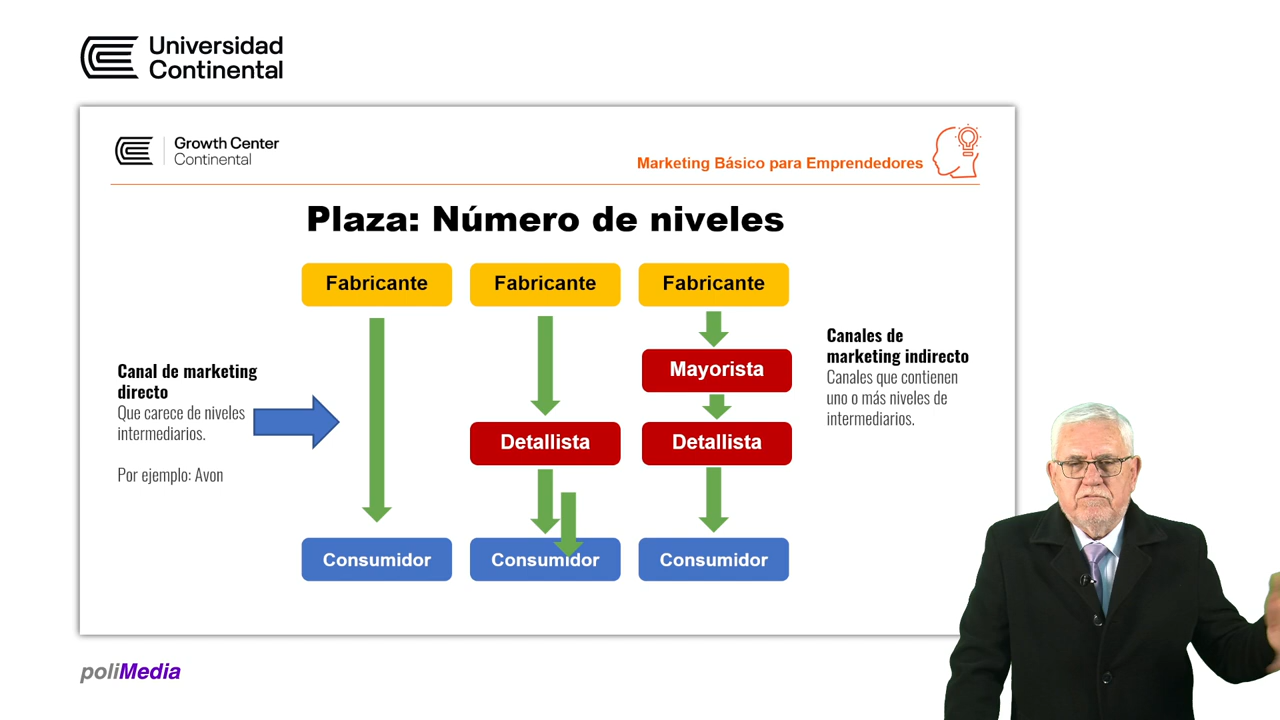 Universidad
Continental
Growth Center
Continental
Marketing Básico para Emprendedores
Plaza: Número de niveles
Fabricante
Fabricante
Fabricante
Canal de marketing
directo
Que carece de niveles
intermediarios.
Por ejemplo: Avon
Mayorista
Detallista
Detallista
Consumidor
Consumidor
Consumidor
Canales de
marketing indirecto
Canales que contienen
uno o más niveles de
intermediarios.
poliMedia